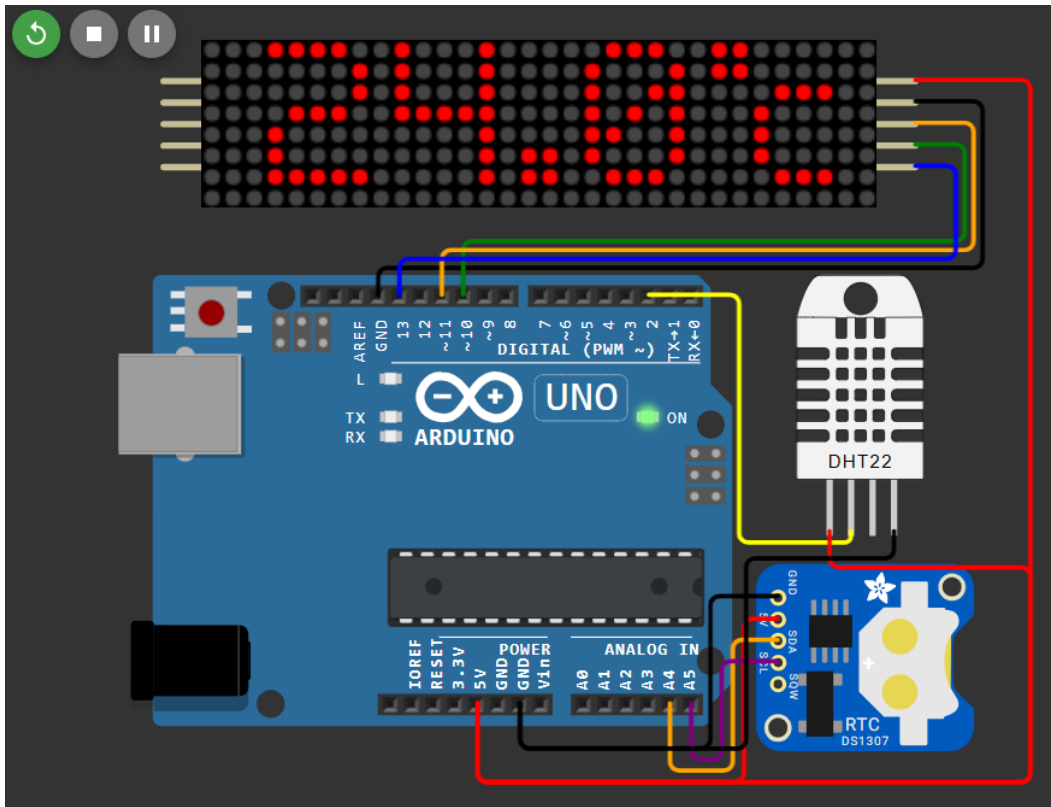 24.0°C
AREF
GND
13
12
~11
~10
~9
8
7
~6
~5
4
~3
2
TX→1
RX←0
DIGITAL (PWM ~)
L
TX
RX
ARDUINO
UNO
ON
DHT22
IOREF
RESET
3.3V
5V
GND
GND
Vin
POWER
ANALOG IN
A0
A1
A2
A3
A4
A5
GND
5V
SDA
SCL
SQW
RTC
DS1307